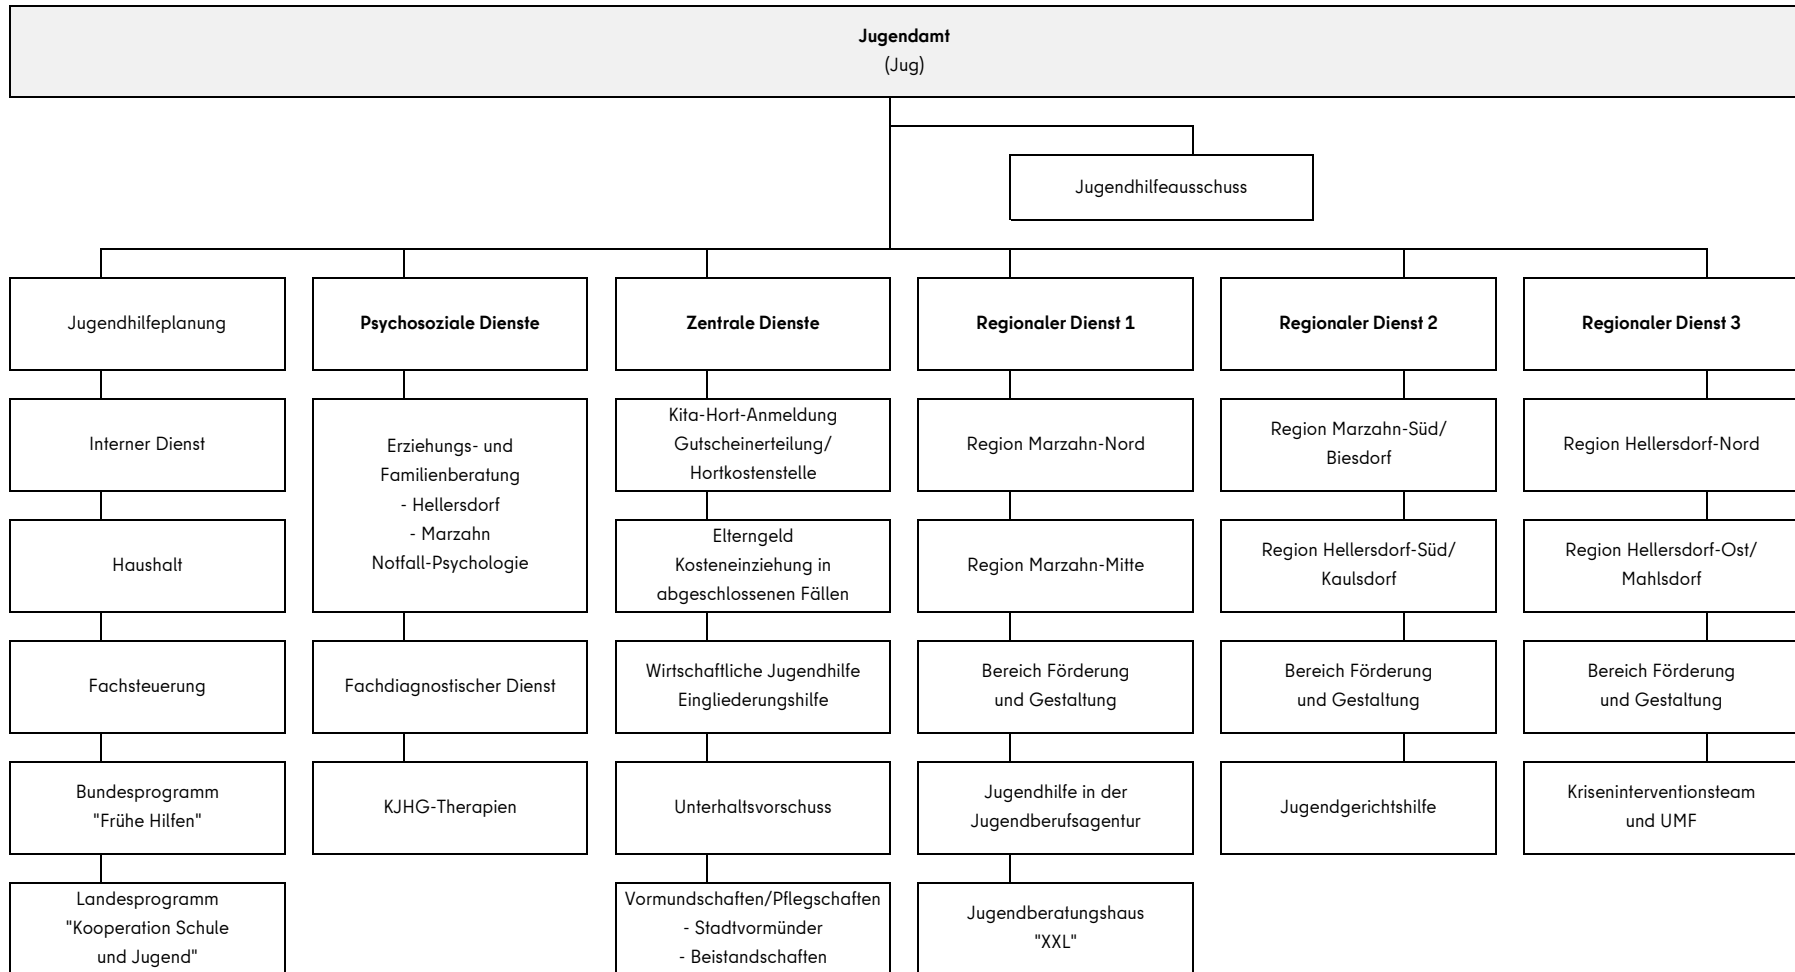 Jugendamt
(Jug)
Jugendhilfeausschuss
Jugendhilfeplanung
Interner Dienst
Haushalt
Fachsteuerung
Bundesprogramm
"Frühe Hilfen"
Landesprogramm
"Kooperation Schule
und Jugend"
Psychosoziale Dienste
Erziehungs- und
Familienberatung
- Hellersdorf
- Marzahn
Notfall-Psychologie
Fachdiagnostischer Dienst
KJHG-Therapien
Zentrale Dienste
Kita-Hort-Anmeldung
Gutscheinerteilung/
Hortkostenstelle
Elterngeld
Kosteneinziehung in
abgeschlossenen Fällen
Wirtschaftliche Jugendhilfe
Eingliederungshilfe
Unterhaltsvorschuss
Vormundschaften/Pflegschaften
- Stadtvormünder
- Beistandschaften
Regionaler Dienst 1
Region Marzahn-Nord
Region Marzahn-Mitte
Bereich Förderung
und Gestaltung
Jugendhilfe in der
Jugendberufsagentur
Jugendberatungshaus
"XXL"
Regionaler Dienst 2
Region Marzahn-Süd/
Biesdorf
Region Hellersdorf-Süd/
Kaulsdorf
Bereich Förderung
und Gestaltung
Jugendgerichtshilfe
Regionaler Dienst 3
Region Hellersdorf-Nord
Region Hellersdorf-Ost/
Mahlsdorf
Bereich Förderung
und Gestaltung
Kriseninterventionsteam
und UMF